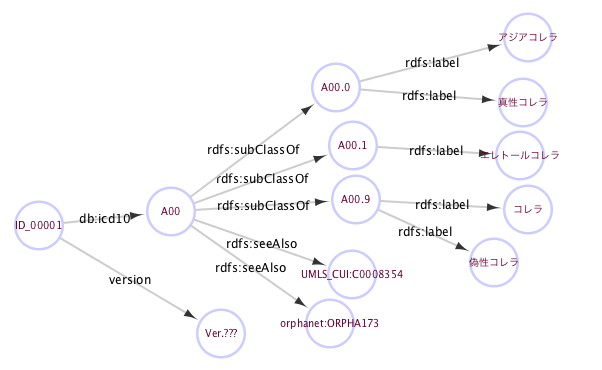 アジアコレラ
rdfs:label
A00.0
rdfs:label
真性コレラ
rdfs:subClassOf
A00.1
rdfs:label
エレトールコレラ
rdfs:subClassOf
A00.9
rdfs:label
コレラ
rdfs:subClassOf
A00
db:icd10
ID_00001
rdfs:label
rdfs:seeAlso
偽性コレラ
rdfs:seeAlso
UMLS_CUI:C0008354
version
orphanet:ORPHA173
Ver.???